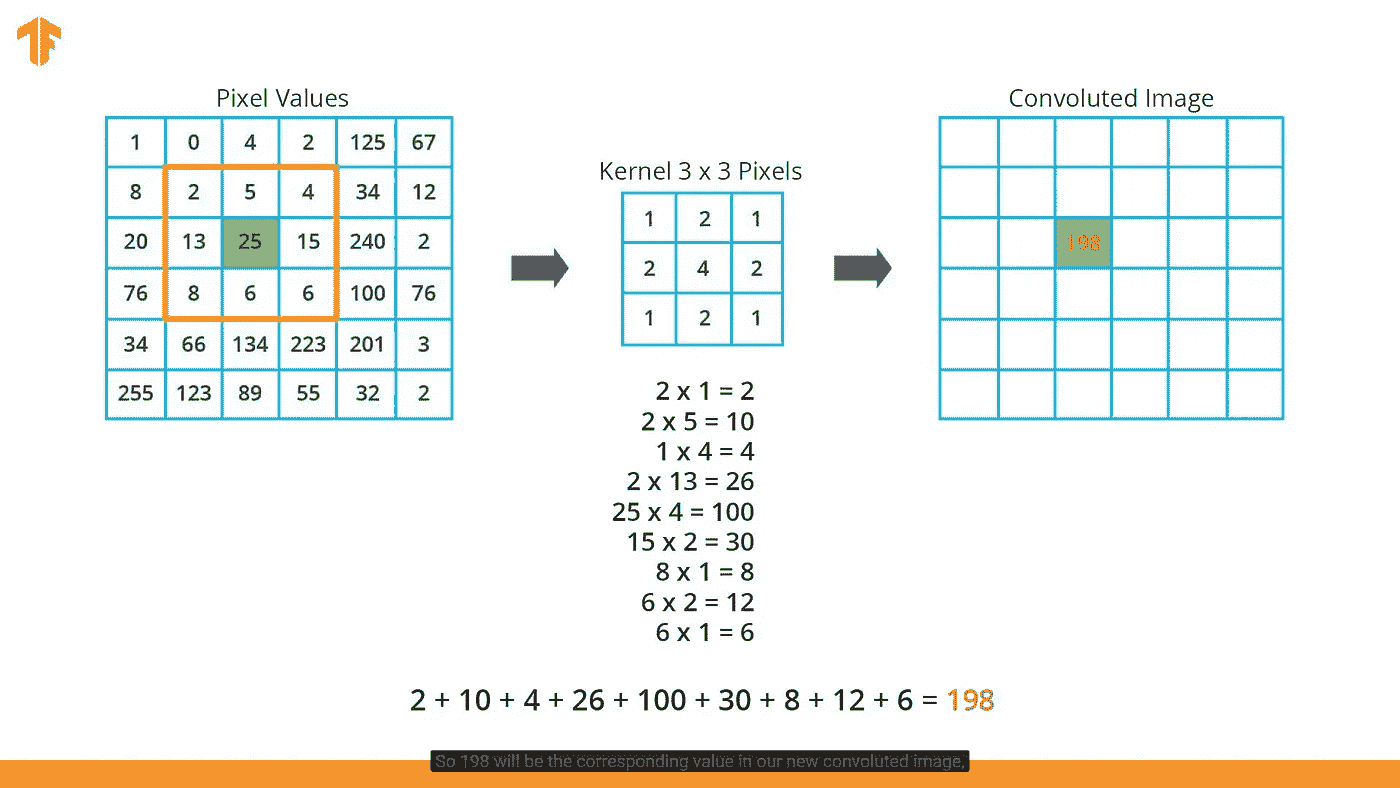 Pixel Values
1 0 4 2 125 67
8 2 5 4 34 12
20 13 25 15 240 2
76 8 6 6 100 76
34 66 134 223 201 3
255 123 89 55 32 2
Kernel 3 x 3 Pixels
1 2 1
2 4 2
1 2 1
2 x 1 = 2
2 x 5 = 10
1 x 4 = 4
2 x 13 = 26
25 x 4 = 100
15 x 2 = 30
8 x 1 = 8
6 x 2 = 12
6 x 1 = 6
Convoluted Image
198
2 + 10 + 4 + 26 + 100 + 30 + 8 + 12 + 6 = 198
So 198 will be the corresponding value in our new convoluted image,